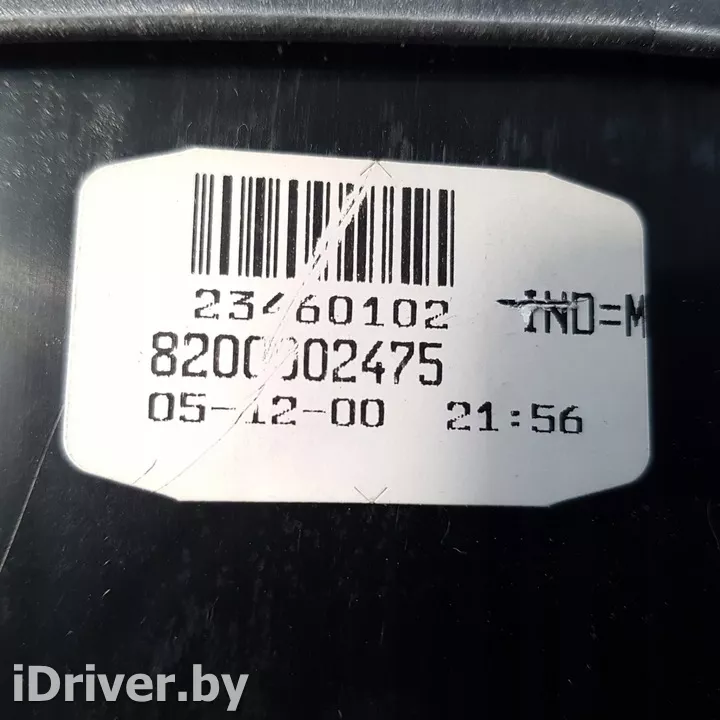 23460102 IND=M
8200002475
05-12-00 21:56
iDriver.by